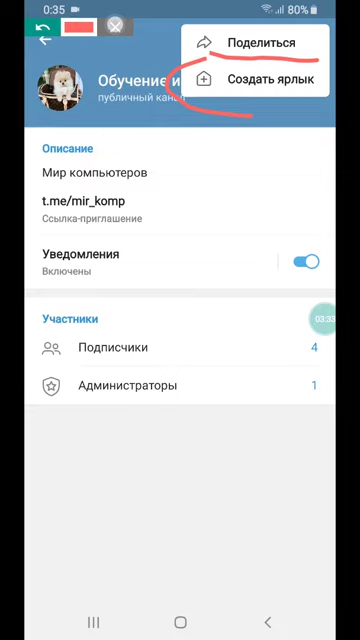 0:35
80%
Поделиться
Создать ярлык
Обучение и
публичный канал
Описание
Мир компьютеров
t.me/mir_komp
Ссылка-приглашение
Уведомления
Включены
Участники
03:33
Подписчики 4
Администраторы 1